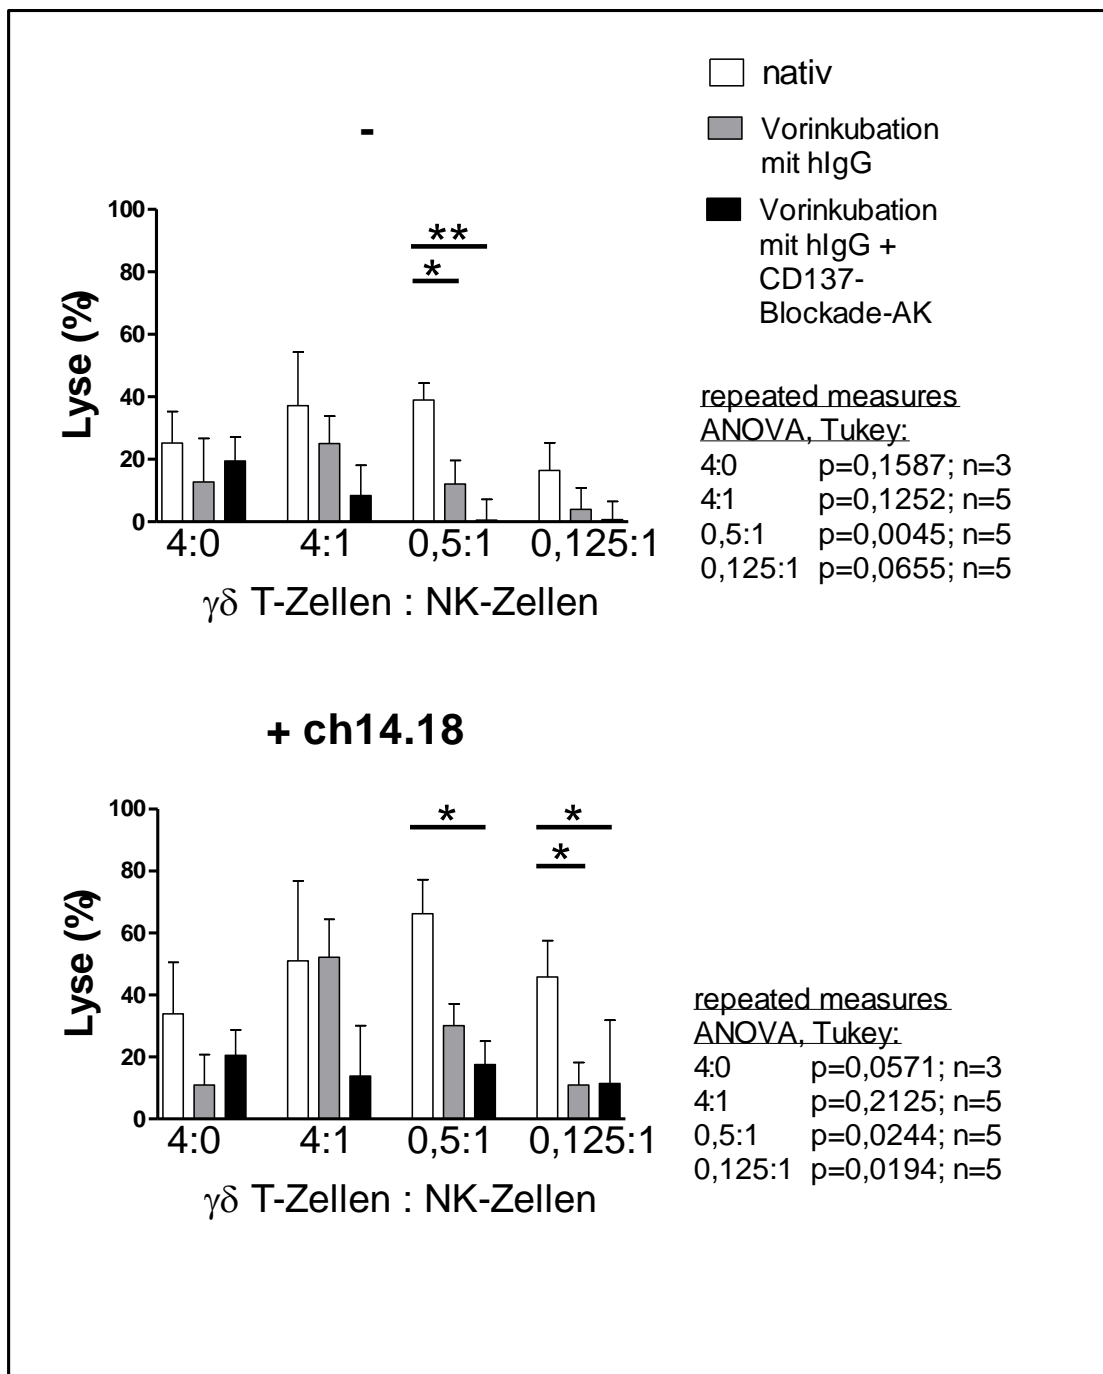 nativ
Vorinkubation
mit hIgG
Vorinkubation
mit hIgG +
CD137-
Blockade-AK
-
100
80
60
40
20
0
Lyse (%)
**
*
4:0 4:1 0,5:1 0,125:1
γδ T-Zellen : NK-Zellen
repeated measures
ANOVA, Tukey:
4:0 p=0,1587; n=3
4:1 p=0,1252; n=5
0,5:1 p=0,0045; n=5
0,125:1 p=0,0655; n=5
+ ch14.18
100
80
60
40
20
0
Lyse (%)
* *
*
4:0 4:1 0,5:1 0,125:1
γδ T-Zellen : NK-Zellen
repeated measures
ANOVA, Tukey:
4:0 p=0,0571; n=3
4:1 p=0,2125; n=5
0,5:1 p=0,0244; n=5
0,125:1 p=0,0194; n=5